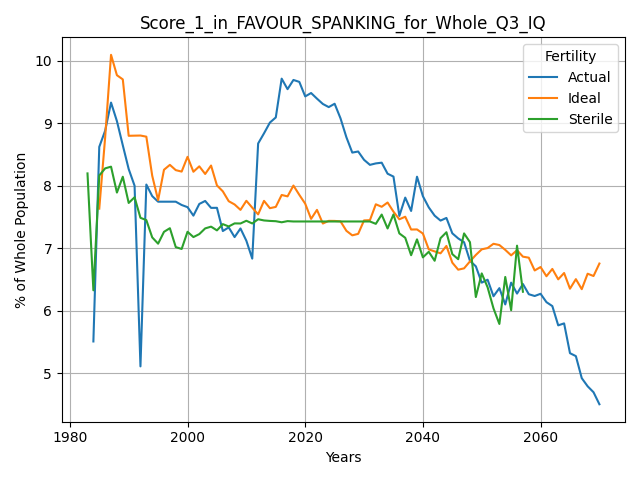 Score_1_in_FAVOUR_SPANKING_for_Whole_Q3_IQ
Fertility
Actual
Ideal
Sterile
% of Whole Population
10
9
8
7
6
5
1980
2000
2020
2040
2060
Years